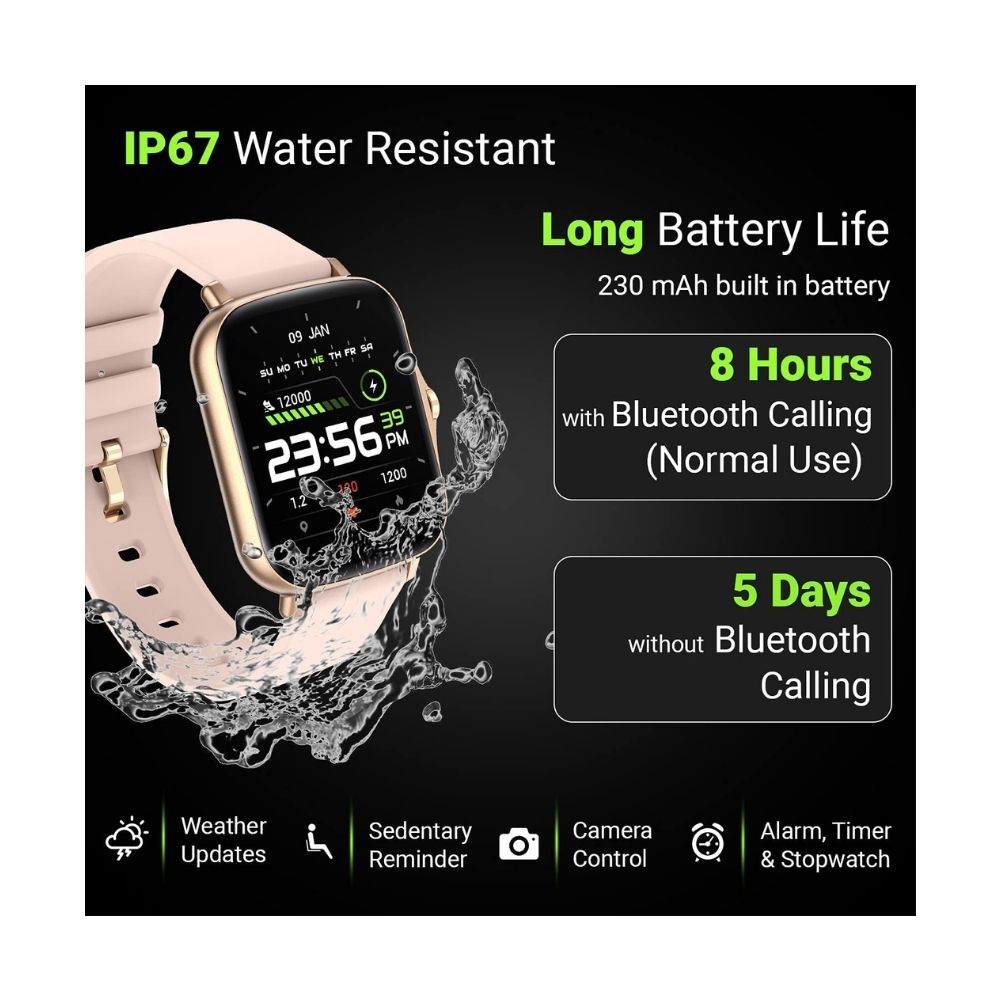 IP67 Water Resistant
Long Battery Life
230 mAh built in battery
09 JAN
SU MO TU WE TH FR SA
12000
23:56 39 PM
1.2
1200
8 Hours
with Bluetooth Calling
(Normal Use)
5 Days
without Bluetooth
Calling
Weather
Updates
Sedentary
Reminder
Camera
Control
Alarm, Timer
& Stopwatch